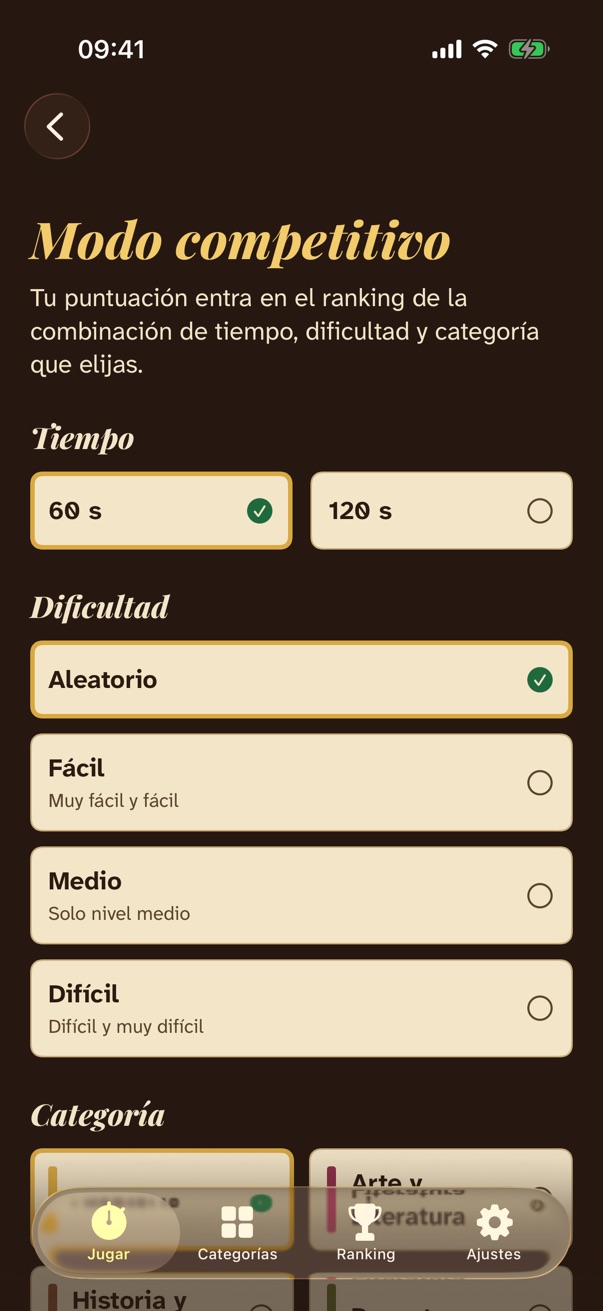 09:41
Modo competitivo
Tu puntuación entra en el ranking de la
combinación de tiempo, dificultad y categoría
que elijas.
Tiempo
60 s
120 s
Dificultad
Aleatorio
Fácil
Muy fácil y fácil
Medio
Solo nivel medio
Difícil
Difícil y muy difícil
Categoría
Arte y
Literatura
Jugar
Categorías
Ranking
Ajustes
Historia y